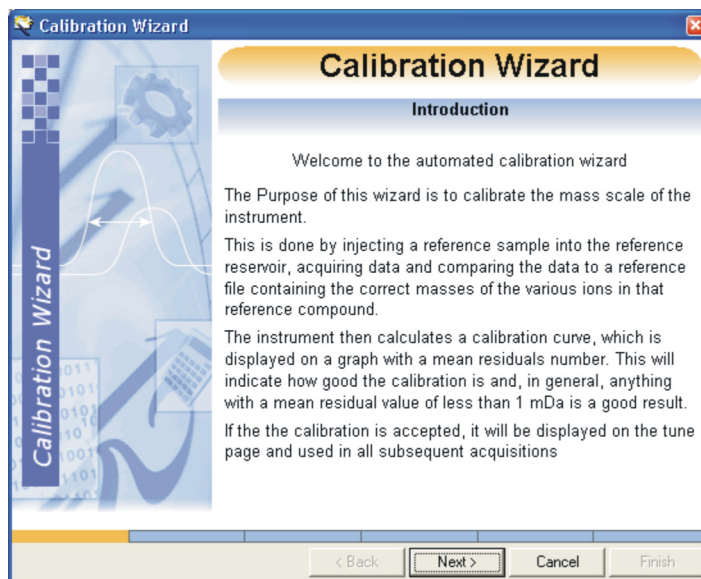 Calibration Wizard
Calibration Wizard
Introduction
Welcome to the automated calibration wizard
The Purpose of this wizard is to calibrate the mass scale of the
instrument.
This is done by injecting a reference sample into the reference
reservoir, acquiring data and comparing the data to a reference
file containing the correct masses of the various ions in that
reference compound.
The instrument then calculates a calibration curve, which is
displayed on a graph with a mean residuals number. This will
indicate how good the calibration is and, in general, anything
with a mean residual value of less than 1 mDa is a good result.
If the the calibration is accepted, it will be displayed on the tune
page and used in all subsequent acquisitions
Calibration Wizard
< Back
Next >
Cancel
Finish